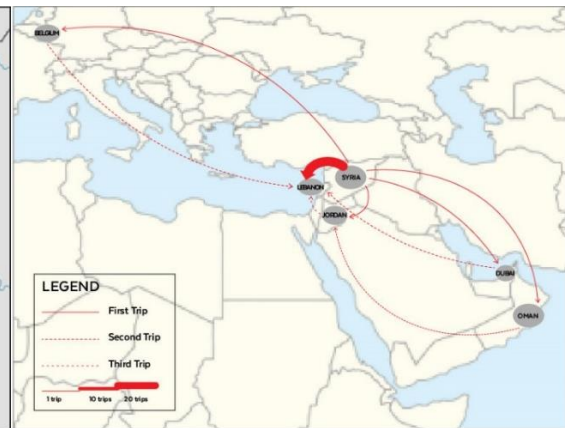 BELGIUM
SYRIA
LEBANON
JORDAN
DUBAI
OMAN
LEGEND
First Trip
Second Trip
Third Trip
1 trip 10 trips 20 trips